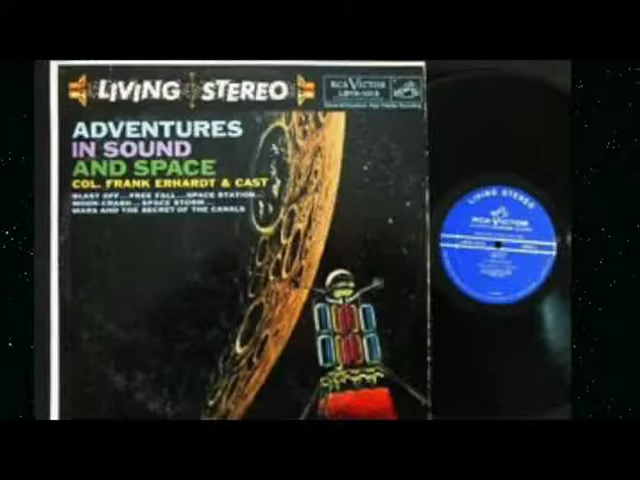 LIVING STEREO
RCA VICTOR
ADVENTURES
IN SOUND
AND SPACE
COL. FRANK ERHARDT & CAST
BLAST OFF... FREE FALL... SPACE STATION...
MOON CRASH... SPACE STORM...
MARS AND THE SECRET OF THE CANALS
LIVING STEREO
RCA VICTOR